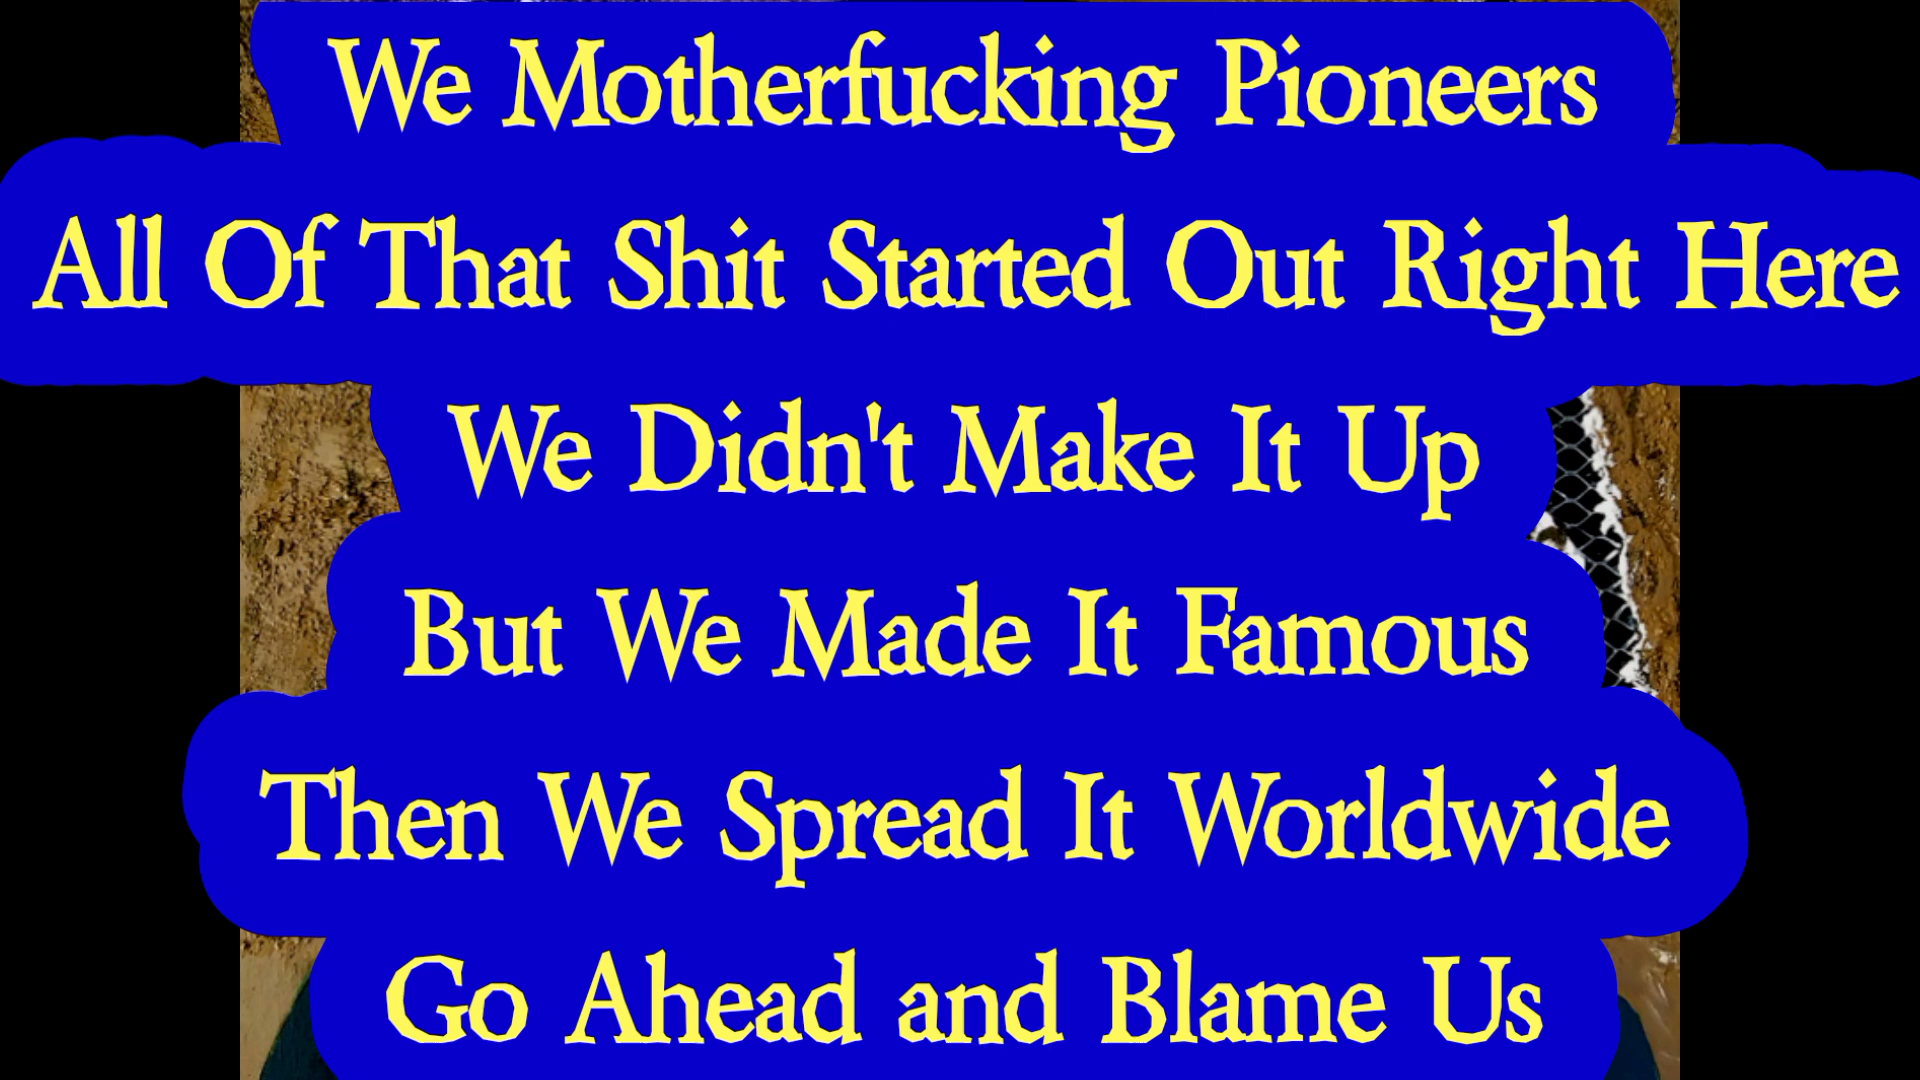 We Motherfucking Pioneers
All Of That Shit Started Out Right Here
We Didn't Make It Up
But We Made It Famous
Then We Spread It Worldwide
Go Ahead and Blame Us